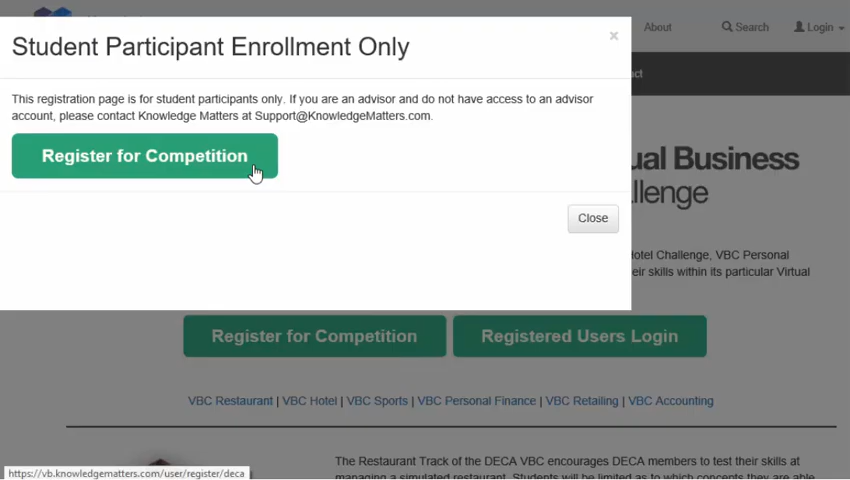 About
Search
Login
Student Participant Enrollment Only
×
This registration page is for student participants only. If you are an advisor and do not have access to an advisor
account, please contact Knowledge Matters at Support@KnowledgeMatters.com.
Register for Competition
Close
ual Business
llenge
Hotel Challenge, VBC Personal
eir skills within its particular Virtual
Register for Competition
Registered Users Login
VBC Restaurant | VBC Hotel | VBC Sports | VBC Personal Finance | VBC Retailing | VBC Accounting
The Restaurant Track of the DECA VBC encourages DECA members to test their skills at
managing a simulated restaurant. Students will be limited as to which concepts they are able
https://vb.knowledgematters.com/user/register/deca